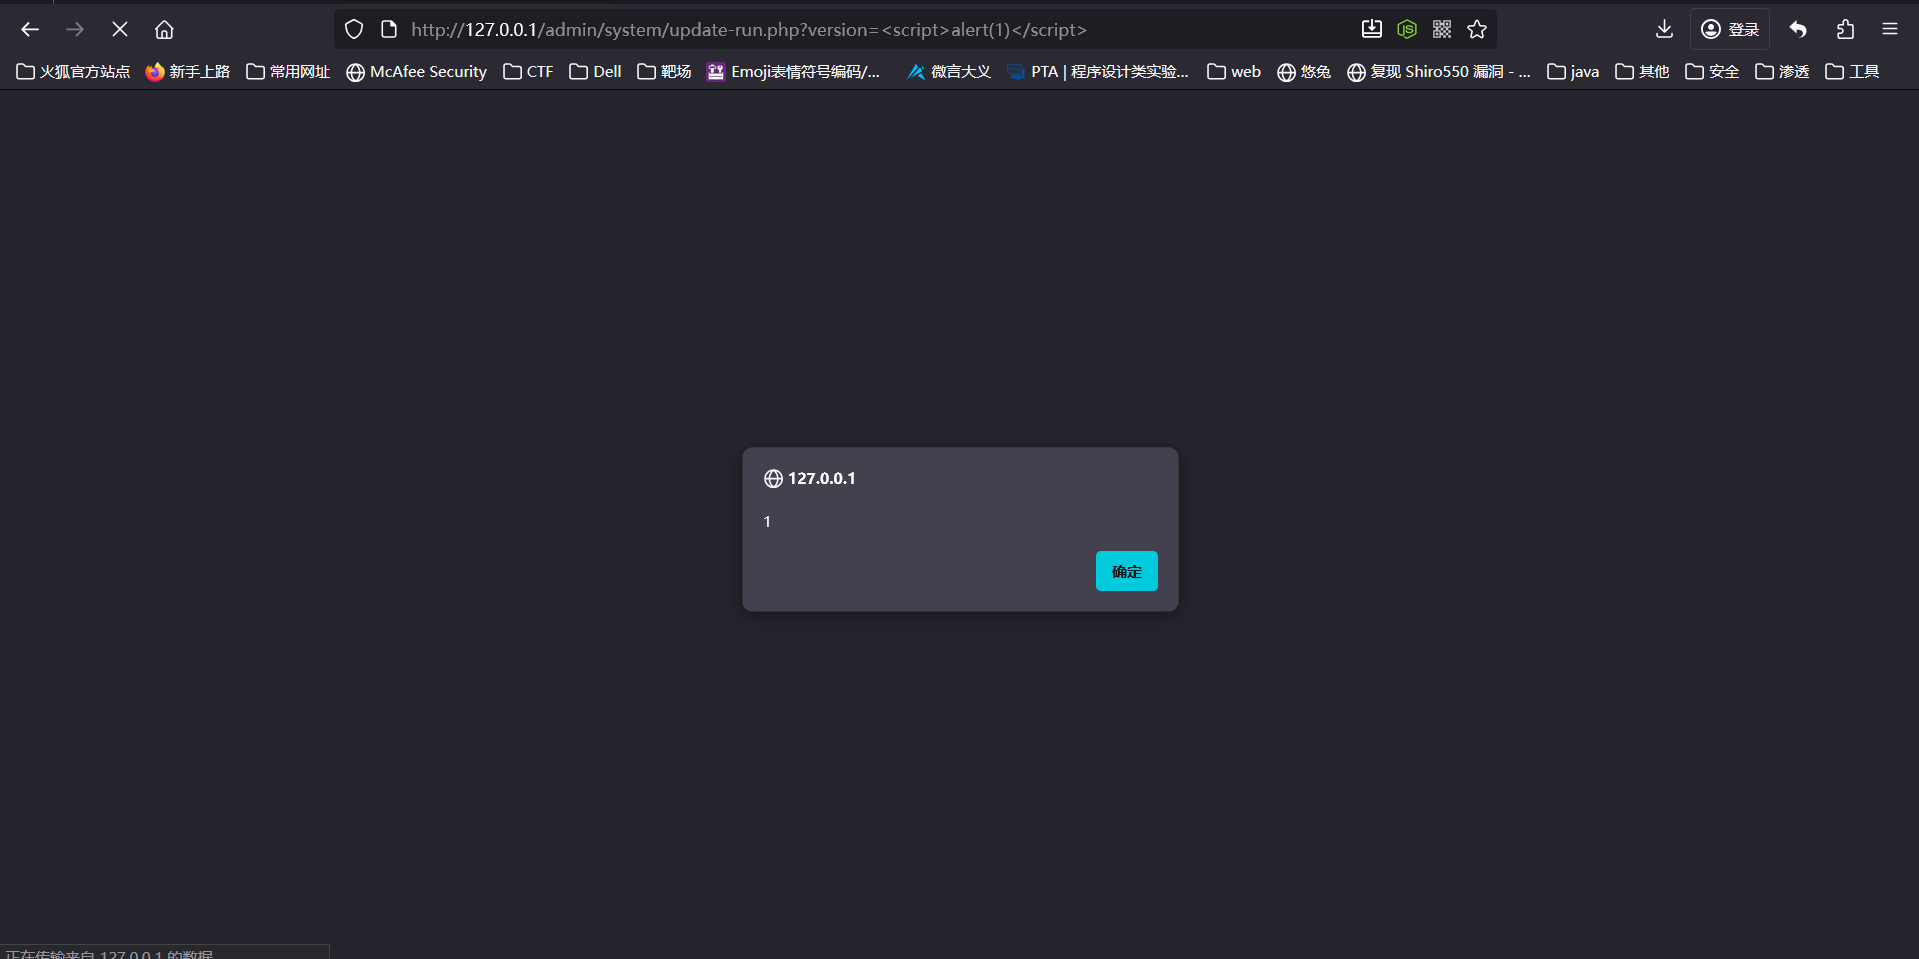 http://127.0.0.1/admin/system/update-run.php?version=<script>alert(1)</script>
登录
火狐官方站点 新手上路 常用网址 McAfee Security CTF Dell 靶场 Emoji表情符号编码/... 微言大义 PTA | 程序设计类实验... web 悠兔 复现 Shiro550 漏洞 - ... java 其他 安全 渗透 工具
127.0.0.1
1
确定
正在传输来自 127.0.0.1 的数据